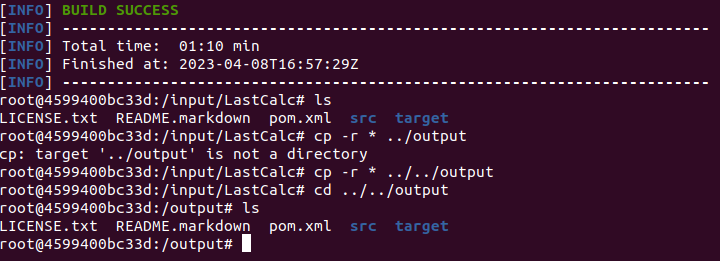 [INFO] BUILD SUCCESS
[INFO] ------------------------------------------------------------------------
[INFO] Total time:  01:10 min
[INFO] Finished at: 2023-04-08T16:57:29Z
[INFO] ------------------------------------------------------------------------
root@4599400bc33d:/input/LastCalc# ls
LICENSE.txt  README.markdown  pom.xml  src  target
root@4599400bc33d:/input/LastCalc# cp -r * ../output
cp: target '../output' is not a directory
root@4599400bc33d:/input/LastCalc# cp -r * ../../output
root@4599400bc33d:/input/LastCalc# cd ../../output
root@4599400bc33d:/output# ls
LICENSE.txt  README.markdown  pom.xml  src  target
root@4599400bc33d:/output#